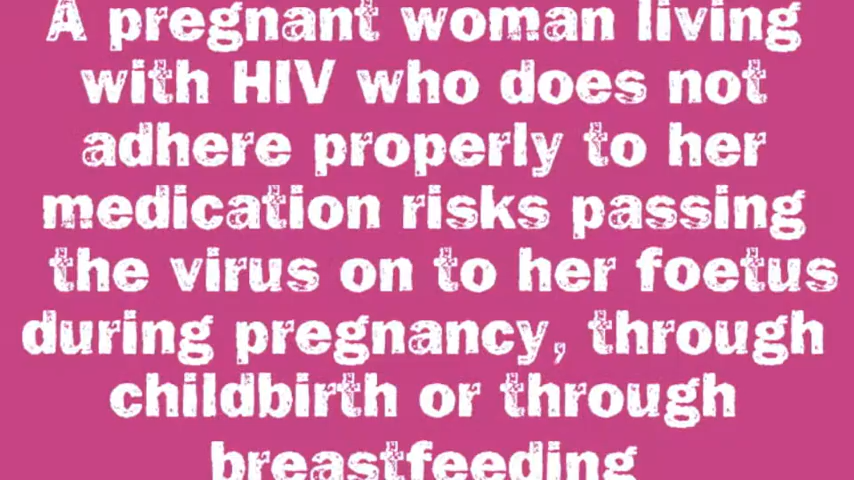 A pregnant woman living
with HIV who does not
adhere properly to her
medication risks passing
the virus on to her foetus
during pregnancy, through
childbirth or through
breastfeeding